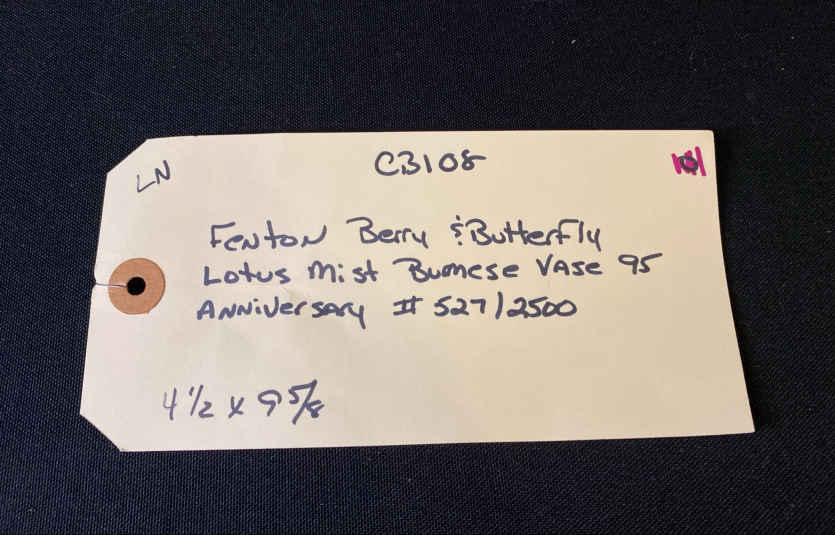 LN
CB108
Fenton Berry & Butterfly
Lotus Mist Bumese Vase 95
Anniversary # 527/2500
4 1/2 x 9 5/8